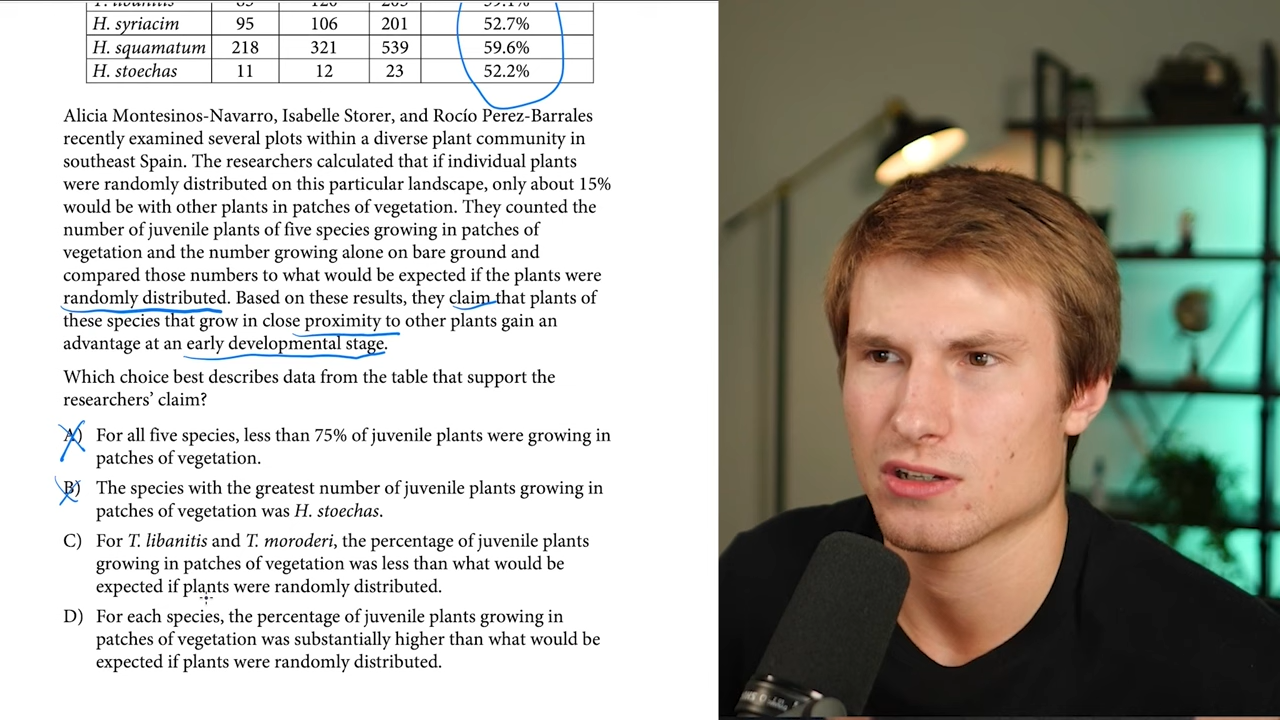 T. libanitis 83 120 203 59.1%
H. syriacim 95 106 201 52.7%
H. squamatum 218 321 539 59.6%
H. stoechas 11 12 23 52.2%
Alicia Montesinos-Navarro, Isabelle Storer, and Rocío Perez-Barrales
recently examined several plots within a diverse plant community in
southeast Spain. The researchers calculated that if individual plants
were randomly distributed on this particular landscape, only about 15%
would be with other plants in patches of vegetation. They counted the
number of juvenile plants of five species growing in patches of
vegetation and the number growing alone on bare ground and
compared those numbers to what would be expected if the plants were
randomly distributed. Based on these results, they claim that plants of
these species that grow in close proximity to other plants gain an
advantage at an early developmental stage.
Which choice best describes data from the table that support the
researchers’ claim?
A) For all five species, less than 75% of juvenile plants were growing in
patches of vegetation.
B) The species with the greatest number of juvenile plants growing in
patches of vegetation was H. stoechas.
C) For T. libanitis and T. moroderi, the percentage of juvenile plants
growing in patches of vegetation was less than what would be
expected if plants were randomly distributed.
D) For each species, the percentage of juvenile plants growing in
patches of vegetation was substantially higher than what would be
expected if plants were randomly distributed.